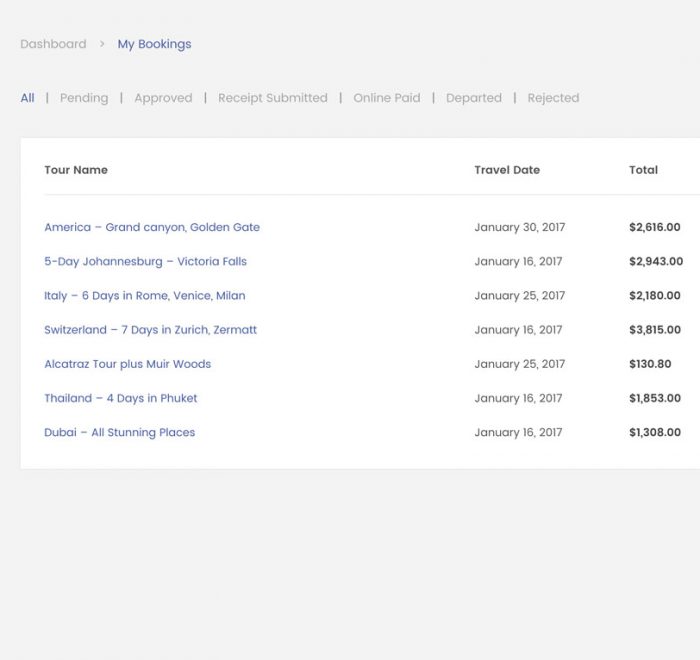 Dashboard > My Bookings
All | Pending | Approved | Receipt Submitted | Online Paid | Departed | Rejected
Tour Name Travel Date Total
America – Grand canyon, Golden Gate January 30, 2017 $2,616.00
5-Day Johannesburg – Victoria Falls January 16, 2017 $2,943.00
Italy – 6 Days in Rome, Venice, Milan January 25, 2017 $2,180.00
Switzerland – 7 Days in Zurich, Zermatt January 16, 2017 $3,815.00
Alcatraz Tour plus Muir Woods January 25, 2017 $130.80
Thailand – 4 Days in Phuket January 16, 2017 $1,853.00
Dubai – All Stunning Places January 16, 2017 $1,308.00